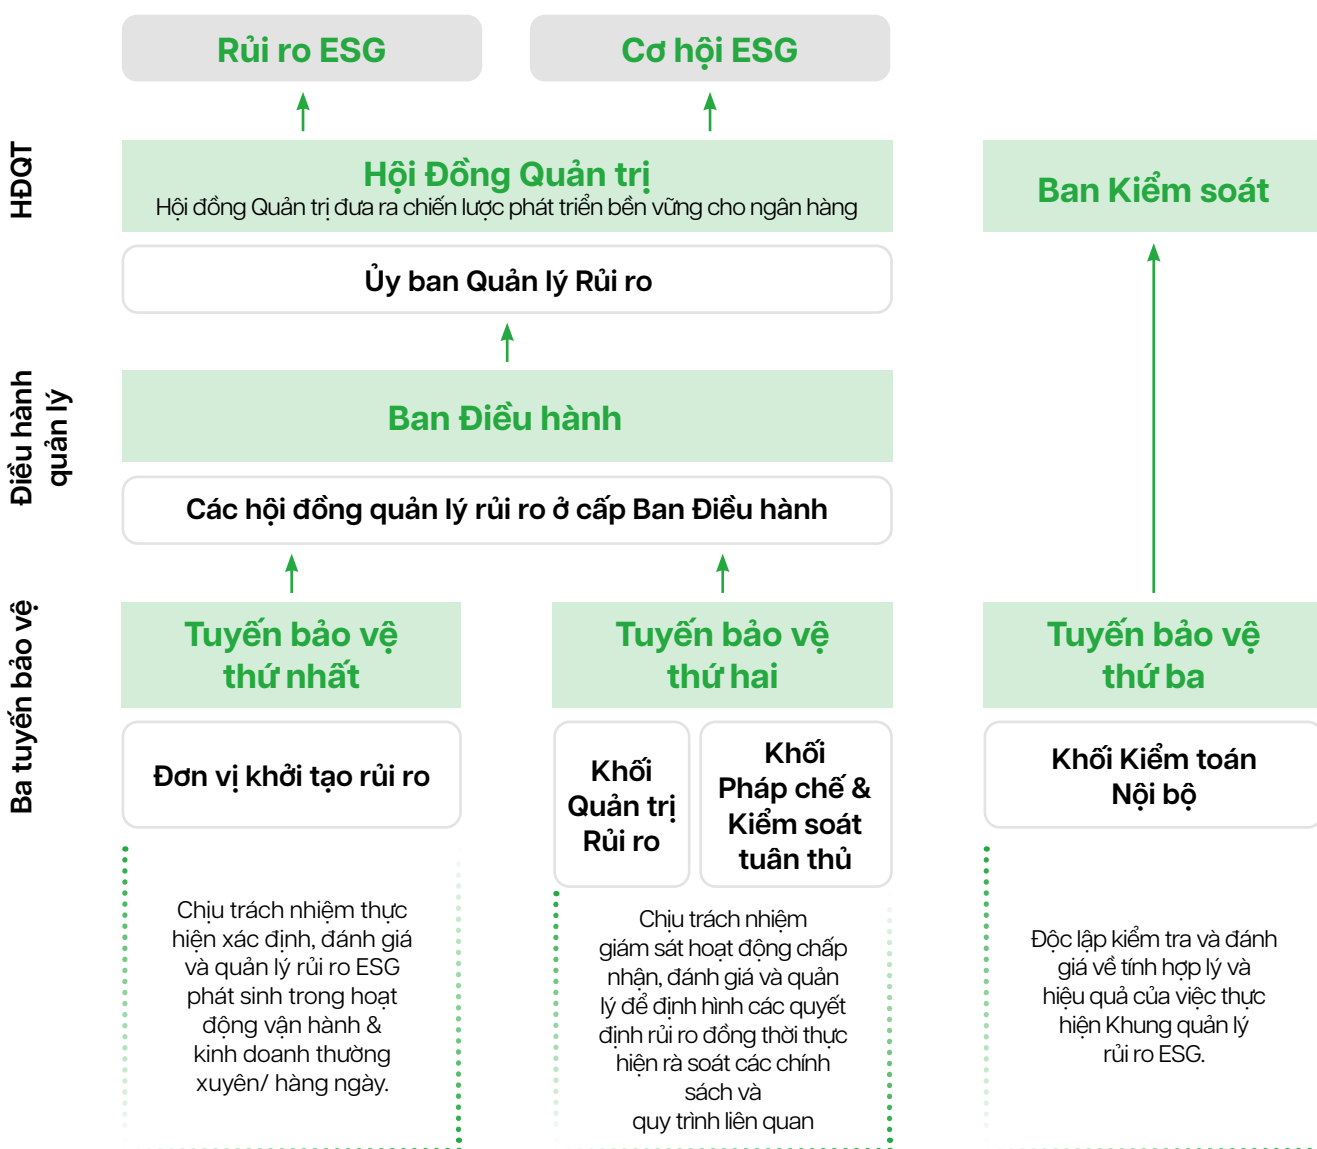 Rủi ro ESG
Cơ hội ESG
HĐQT
Hội Đồng Quản trị
Hội đồng Quản trị đưa ra chiến lược phát triển bền vững cho ngân hàng
Ban Kiểm soát
Ủy ban Quản lý Rủi ro
Điều hành
quản lý
Ban Điều hành
Các hội đồng quản lý rủi ro ở cấp Ban Điều hành
Ba tuyến bảo vệ
Tuyến bảo vệ
thứ nhất
Đơn vị khởi tạo rủi ro
Chịu trách nhiệm thực
hiện xác định, đánh giá
và quản lý rủi ro ESG
phát sinh trong hoạt
động vận hành &
kinh doanh thường
xuyên/ hàng ngày.
Tuyến bảo vệ
thứ hai
Khối
Quản trị
Rủi ro
Khối
Pháp chế &
Kiểm soát
tuân thủ
Chịu trách nhiệm
giám sát hoạt động chấp
nhận, đánh giá và quản
lý để định hình các quyết
định rủi ro đồng thời thực
hiện rà soát các chính
sách và
quy trình liên quan
Tuyến bảo vệ
thứ ba
Khối Kiểm toán
Nội bộ
Độc lập kiểm tra và đánh
giá về tính hợp lý và
hiệu quả của việc thực
hiện Khung quản lý
rủi ro ESG.